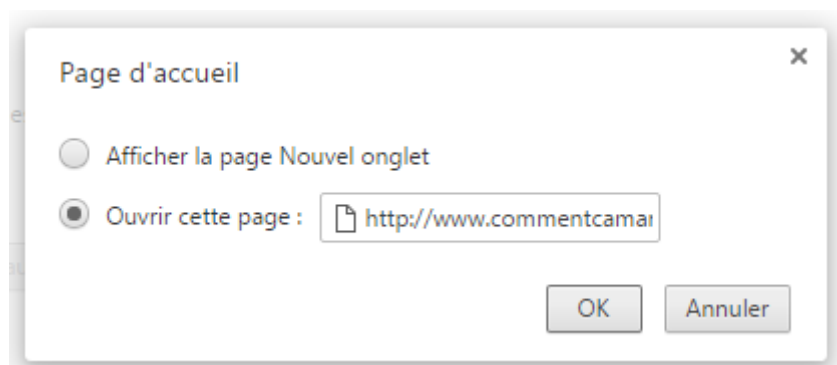 Page d'accueil
Afficher la page Nouvel onglet
Ouvrir cette page : http://www.commentcamar
OK Annuler